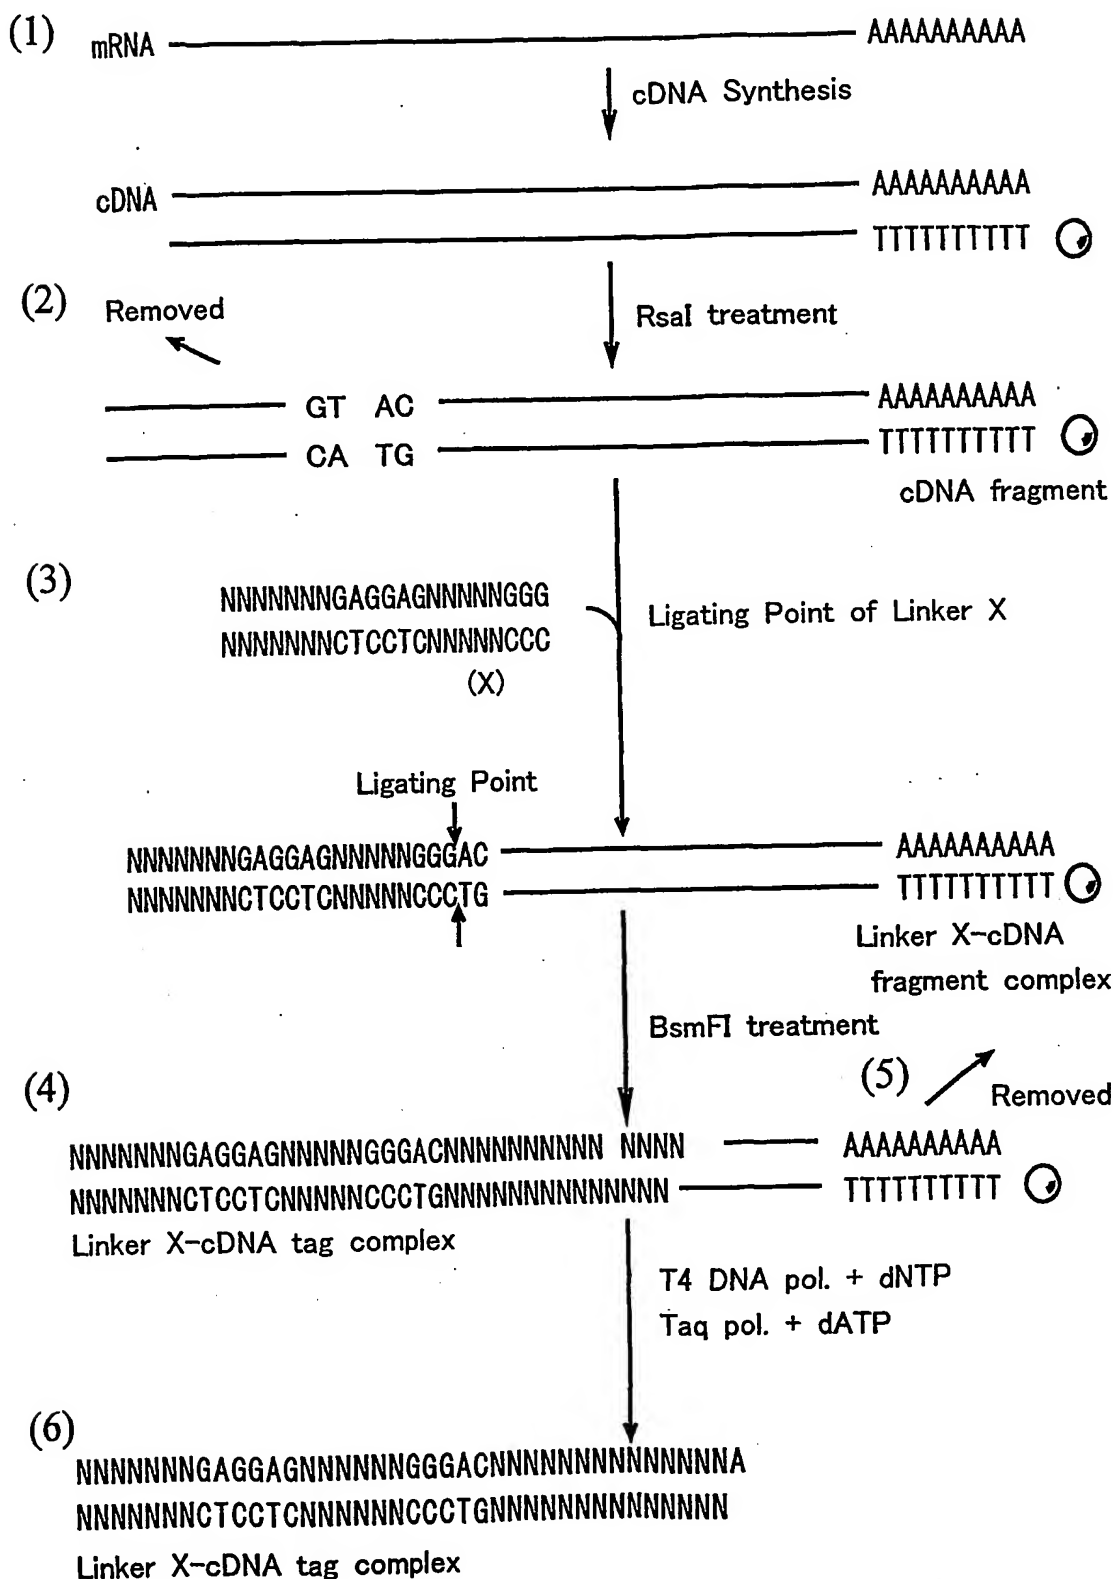 (1)
mRNA AAAAAAAAAA
cDNA Synthesis
cDNA AAAAAAAAAA
TTTTTTTTTT
(2) Removed
RsaI treatment
GT AC AAAAAAAAAA
CA TG TTTTTTTTTT
cDNA fragment
(3)
NNNNNNNGAGGAGNNNNNGGG
NNNNNNNCTCCTCNNNNNCCC
(X)
Ligating Point of Linker X
Ligating Point
NNNNNNNGAGGAGNNNNNGGGAC AAAAAAAAAA
NNNNNNNCTCCTCNNNNNCCCTG TTTTTTTTTT
Linker X-cDNA
fragment complex
BsmFI treatment
(4)
(5)
Removed
NNNNNNNGAGGAGNNNNNGGGACNNNNNNNNNN NNNN AAAAAAAAAA
NNNNNNNCTCCTCNNNNNCCCTGNNNNNNNNNNNNNN TTTTTTTTTT
Linker X-cDNA tag complex
T4 DNA pol. + dNTP
Taq pol. + dATP
(6)
NNNNNNNGAGGAGNNNNNNGGGACNNNNNNNNNNNNNNNA
NNNNNNNCTCCTCNNNNNNCCCTGNNNNNNNNNNNNNNN
Linker X-cDNA tag complex